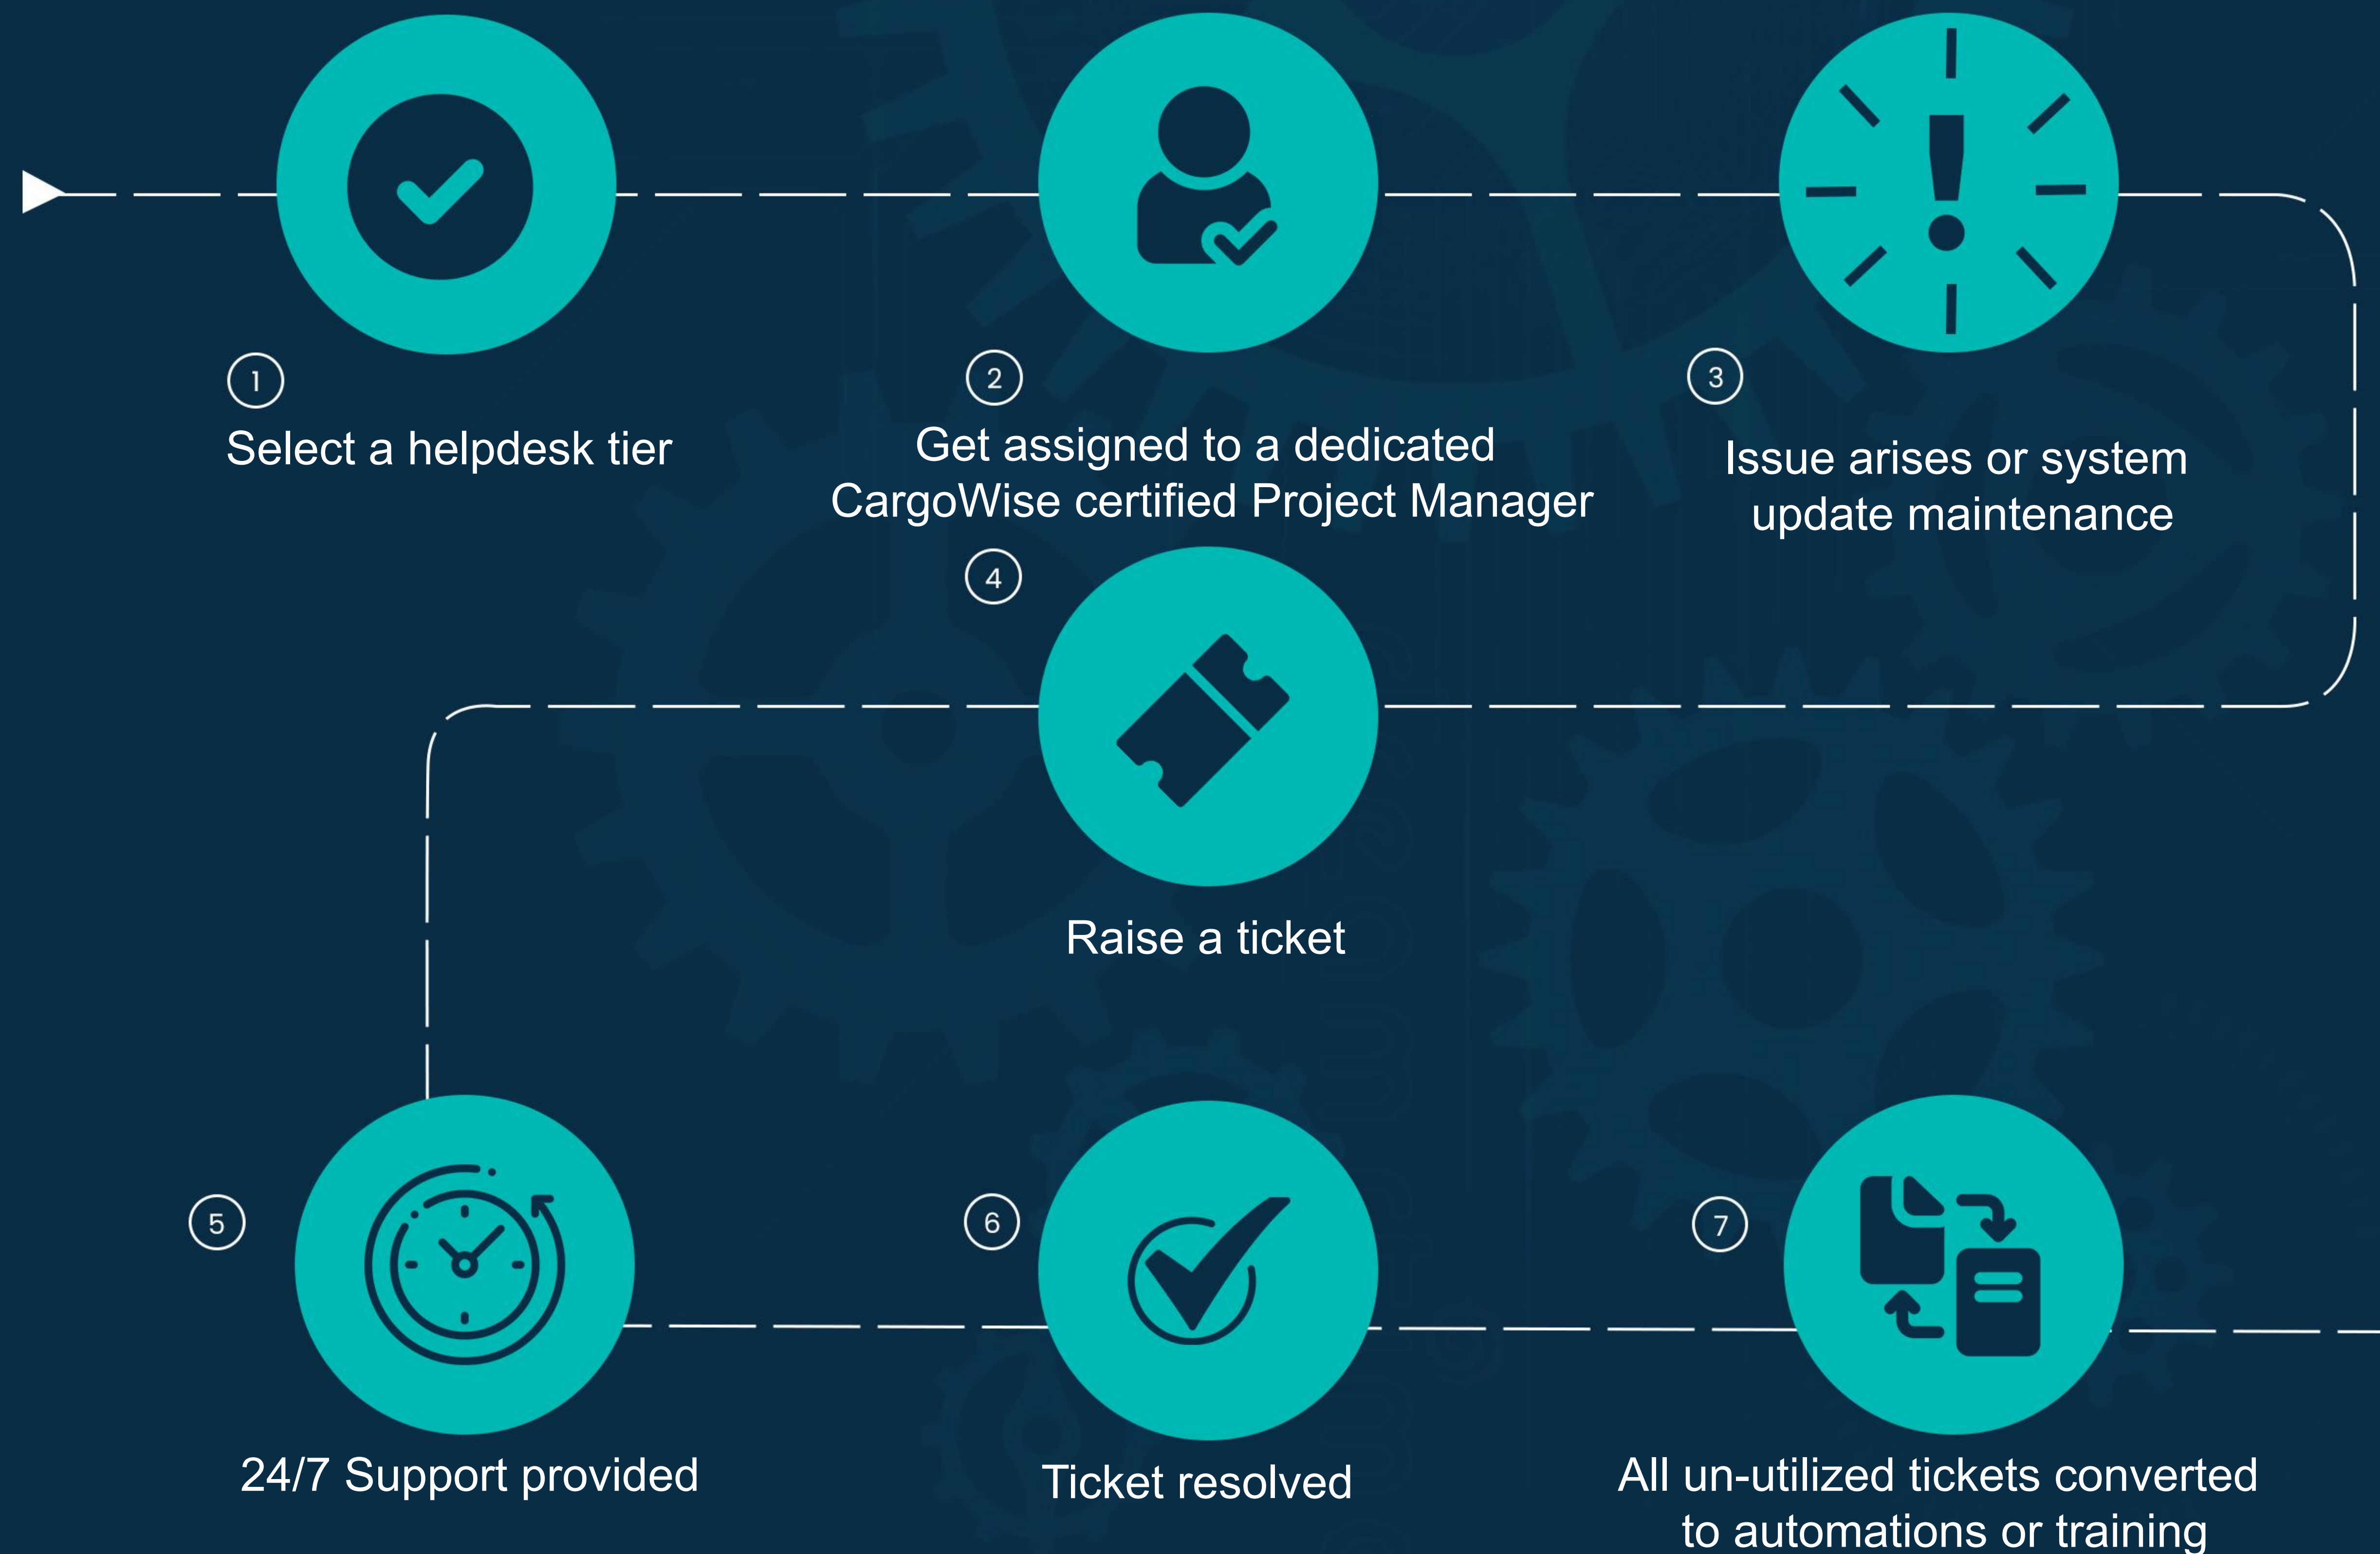 1
Select a helpdesk tier
2
Get assigned to a dedicated
CargoWise certified Project Manager
3
Issue arises or system
update maintenance
4
Raise a ticket
5
24/7 Support provided
6
Ticket resolved
7
All un-utilized tickets converted
to automations or training